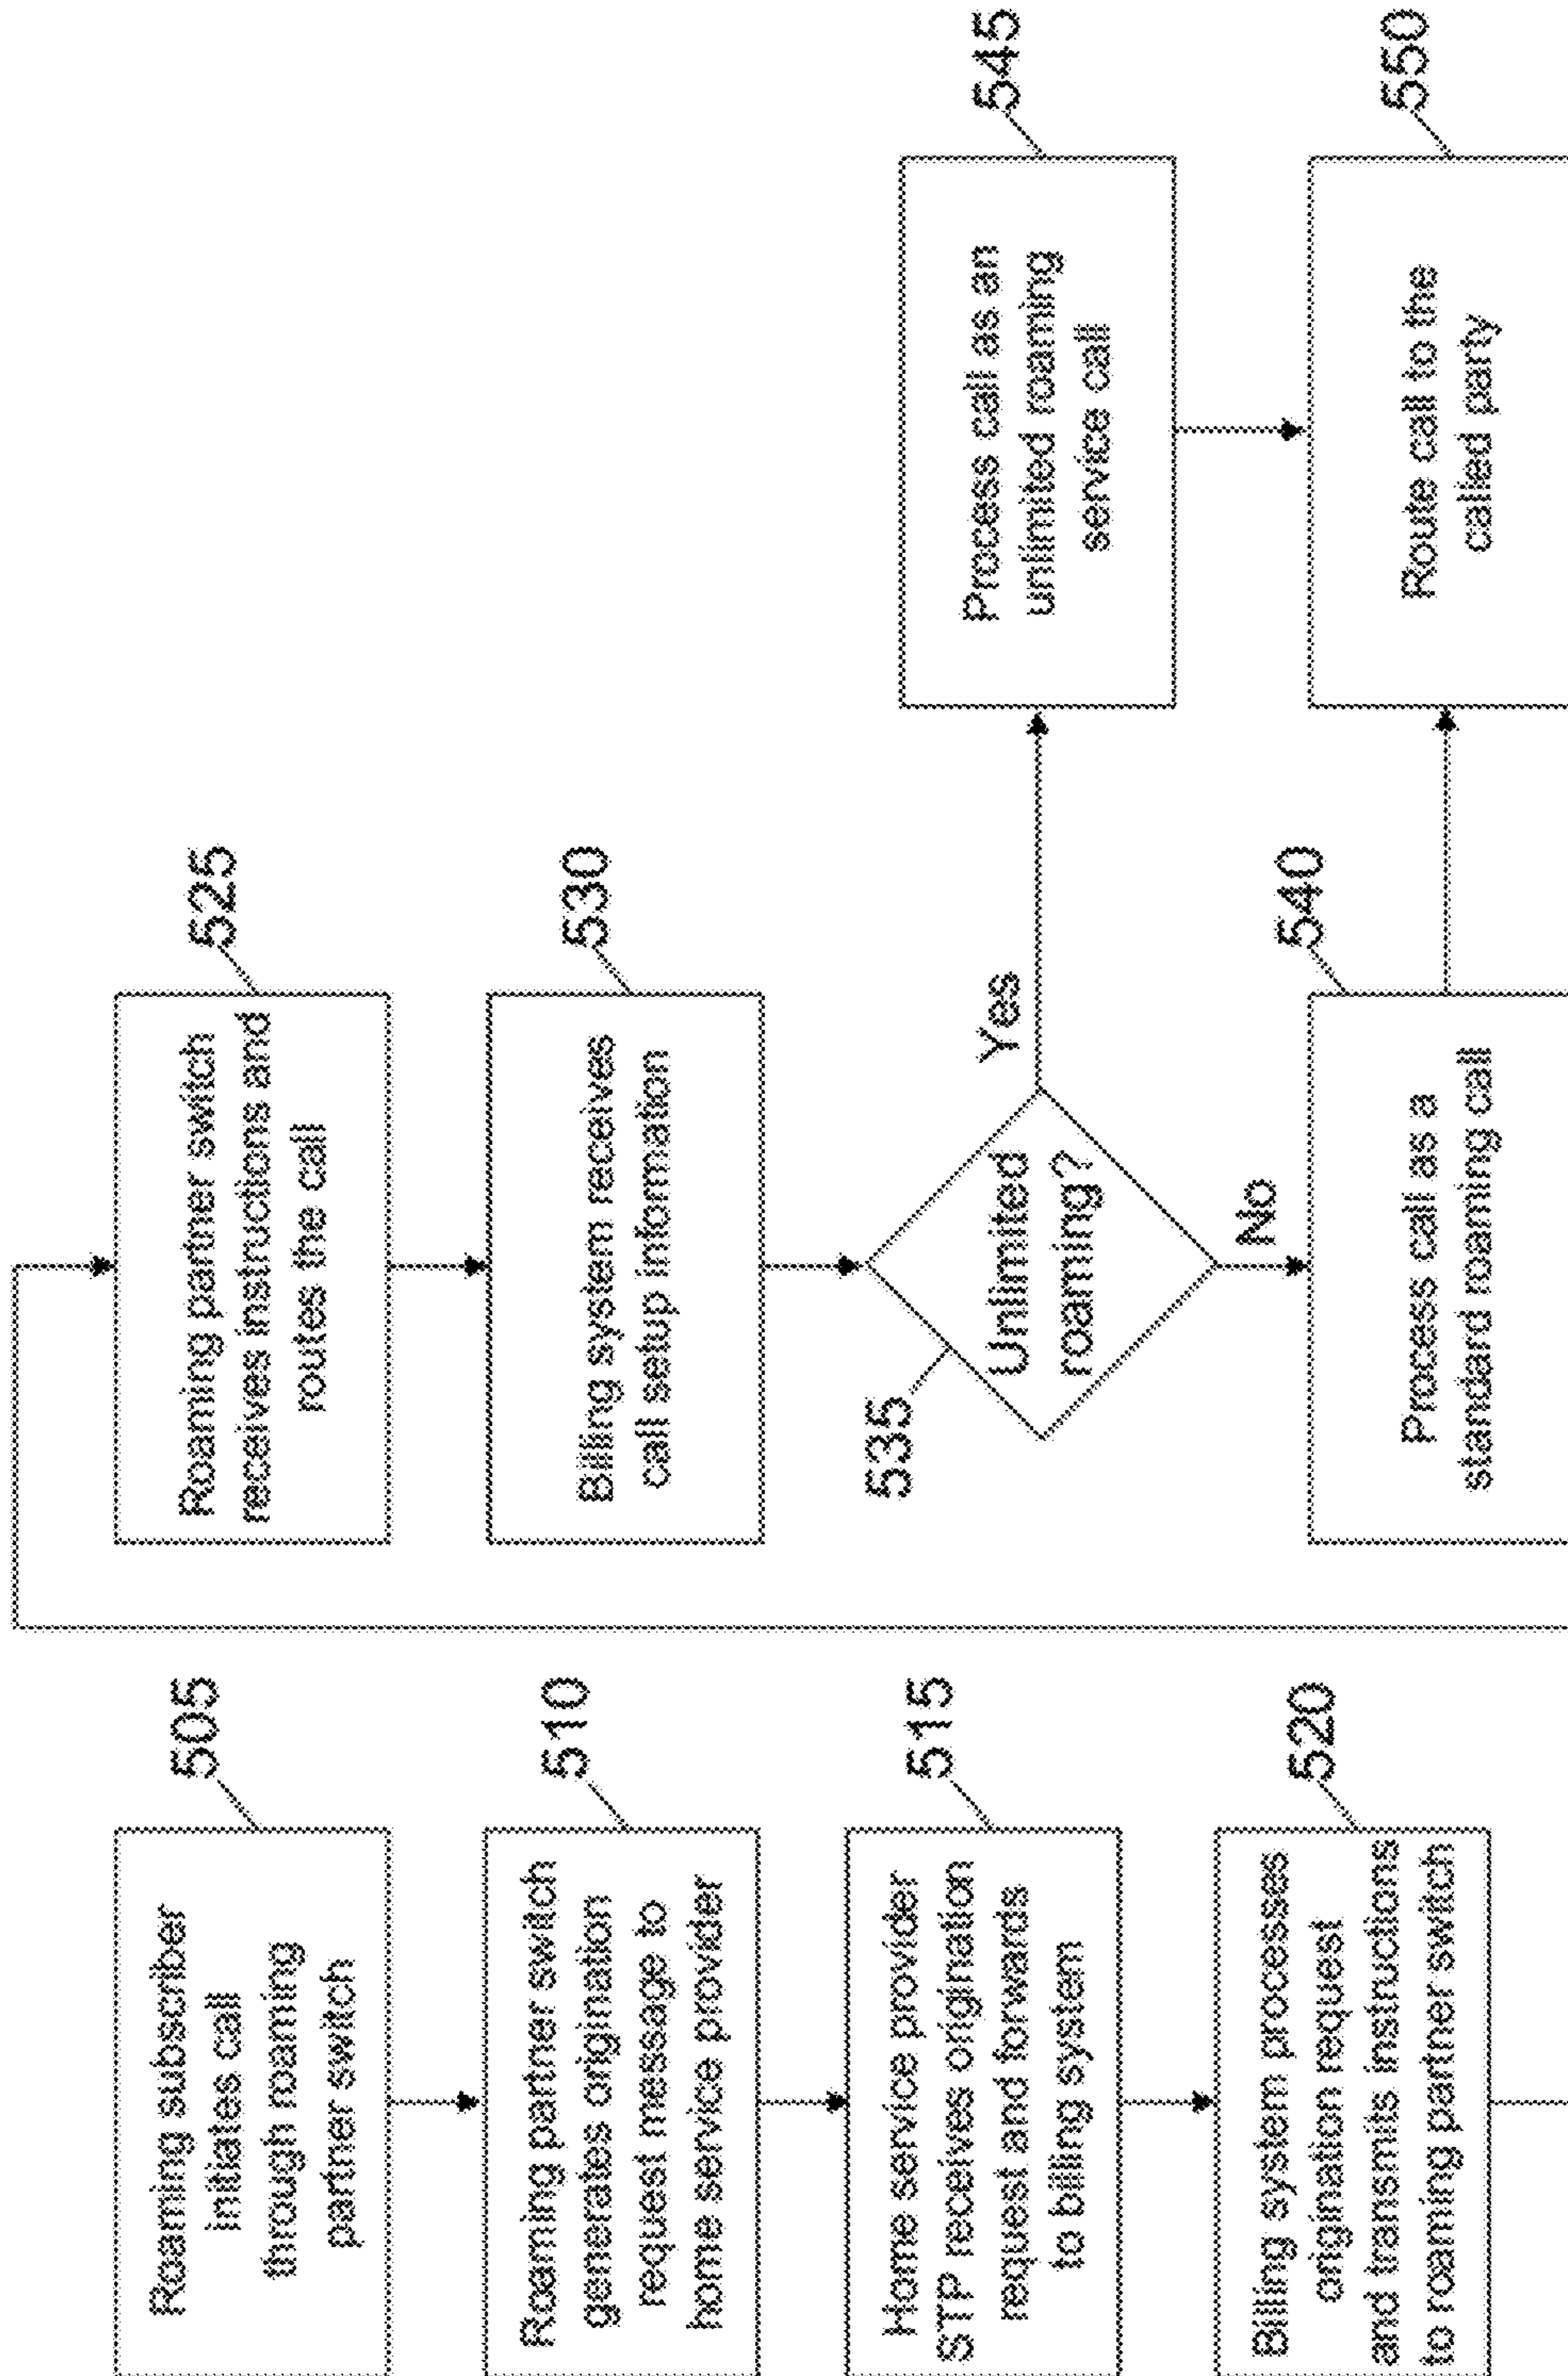 505
Roaming subscriber
initiates call
through roaming
partner switch
510
Roaming partner switch
generates origination
request message to
home service provider
515
Home service provider
STP receives origination
request and forwards
to billing system
520
Billing system processes
origination request
and transmits instructions
to roaming partner switch
525
Roaming partner switch
receives instructions and
routes the call
530
Billing system receives
call setup information
535
Unlimited
roaming?
Yes
No
540
Process call as a
standard roaming call
545
Process call as an
unlimited roaming
service call
550
Route call to the
called party